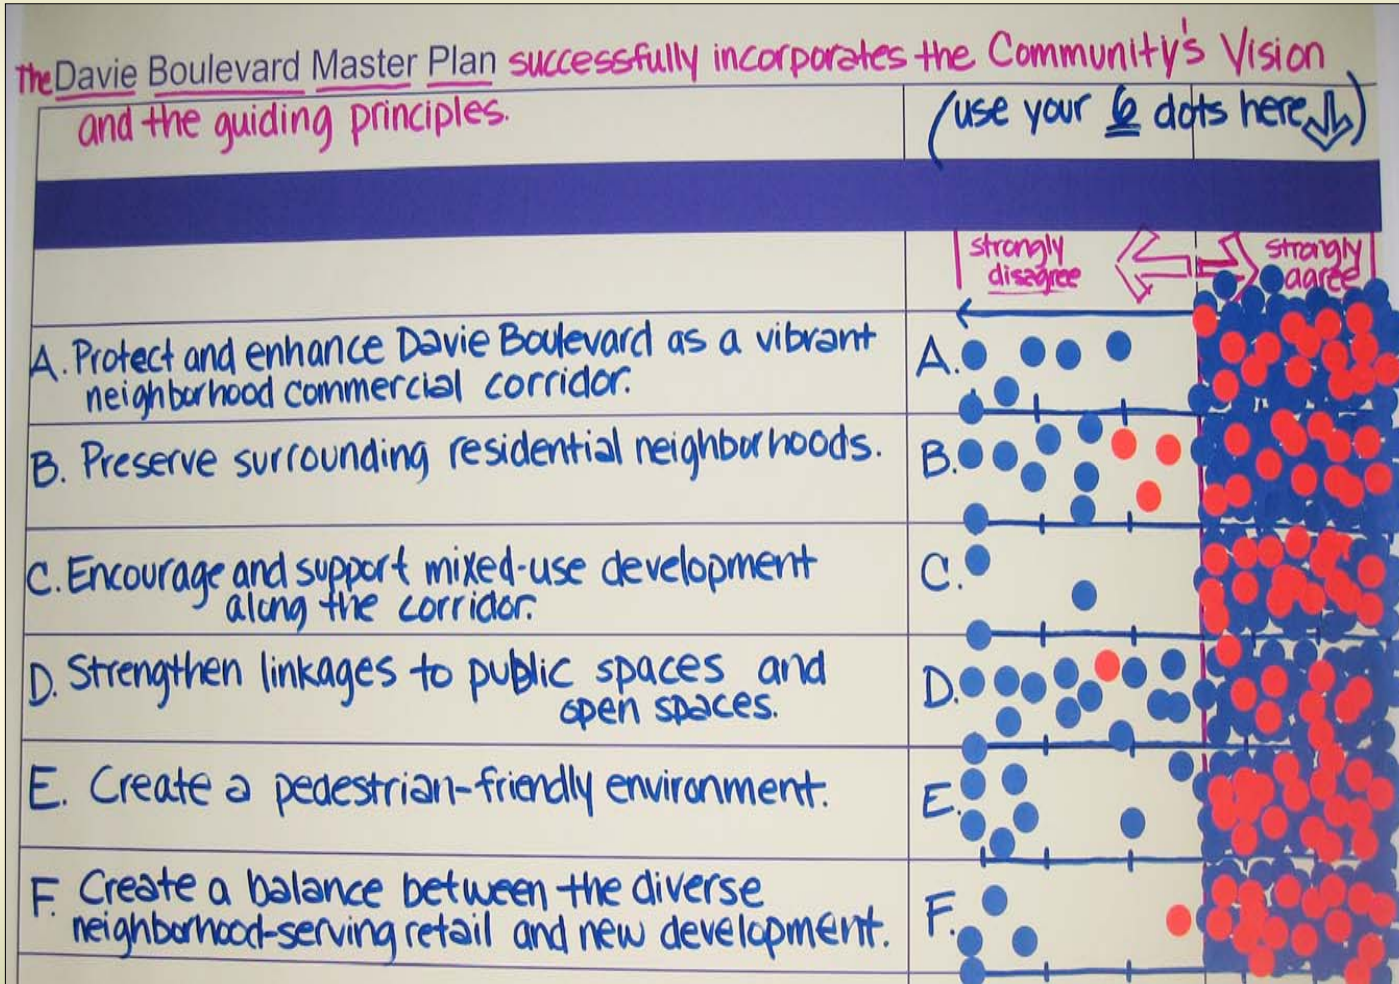 The Davie Boulevard Master Plan successfully incorporates the Community's Vision
and the guiding principles.
(use your 6 dots here)
strongly
disagree
strongly
agree
A. Protect and enhance Davie Boulevard as a vibrant
neighborhood commercial corridor.
A.
B. Preserve surrounding residential neighborhoods.
B.
C. Encourage and support mixed-use development
along the corridor.
C.
D. Strengthen linkages to public spaces and
open spaces.
D.
E. Create a pedestrian-friendly environment.
E.
F. Create a balance between the diverse
neighborhood-serving retail and new development.
F.